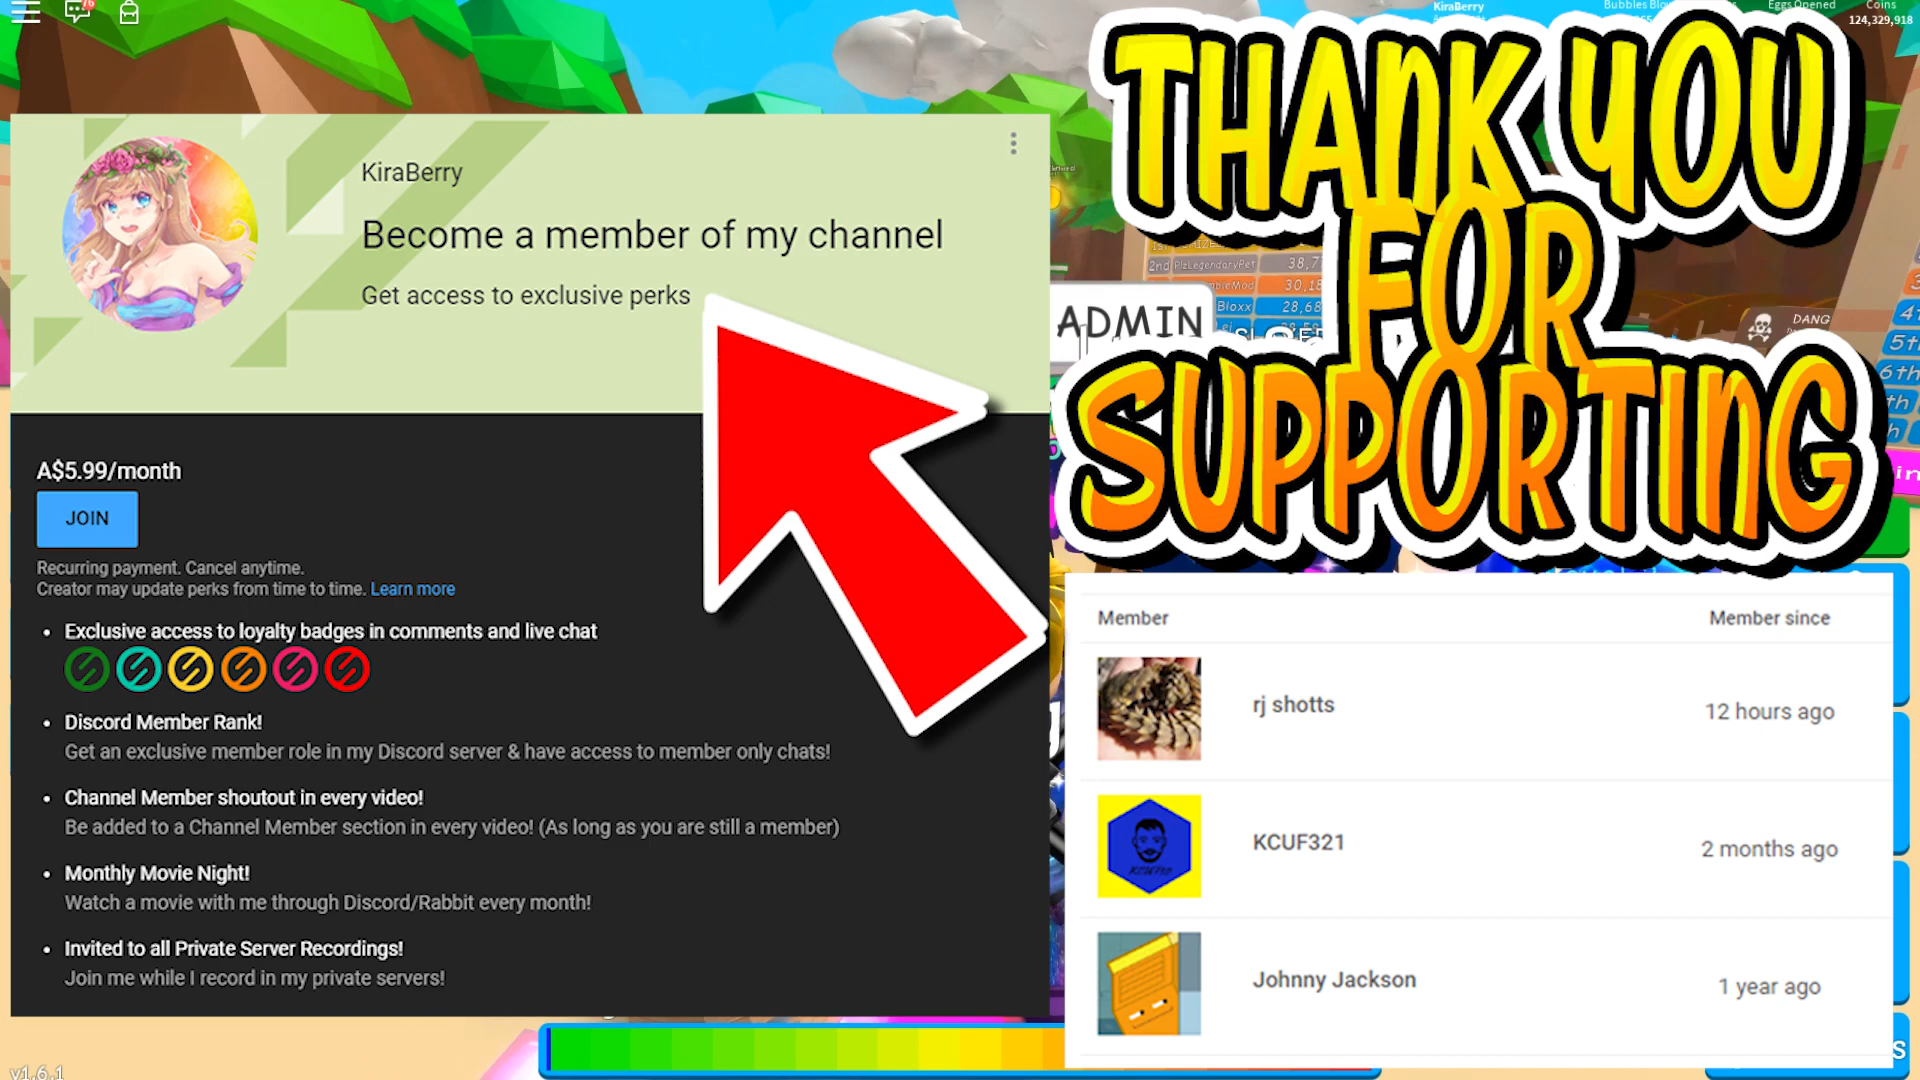 76
KiraBerry
Eggs Opened
Coins
124,329,918
THANK YOU
FOR
SUPPORTING
KiraBerry
Become a member of my channel
Get access to exclusive perks
2nd PlzLegendaryPet
ADMIN
DANG
5th
6th
A$5.99/month
JOIN
Recurring payment. Cancel anytime.
Creator may update perks from time to time. Learn more
• Exclusive access to loyalty badges in comments and live chat
• Discord Member Rank!
Get an exclusive member role in my Discord server & have access to member only chats!
• Channel Member shoutout in every video!
Be added to a Channel Member section in every video! (As long as you are still a member)
• Monthly Movie Night!
Watch a movie with me through Discord/Rabbit every month!
• Invited to all Private Server Recordings!
Join me while I record in my private servers!
Member Member since
rj shotts 12 hours ago
KCUF321 2 months ago
Johnny Jackson 1 year ago
v1.6.1